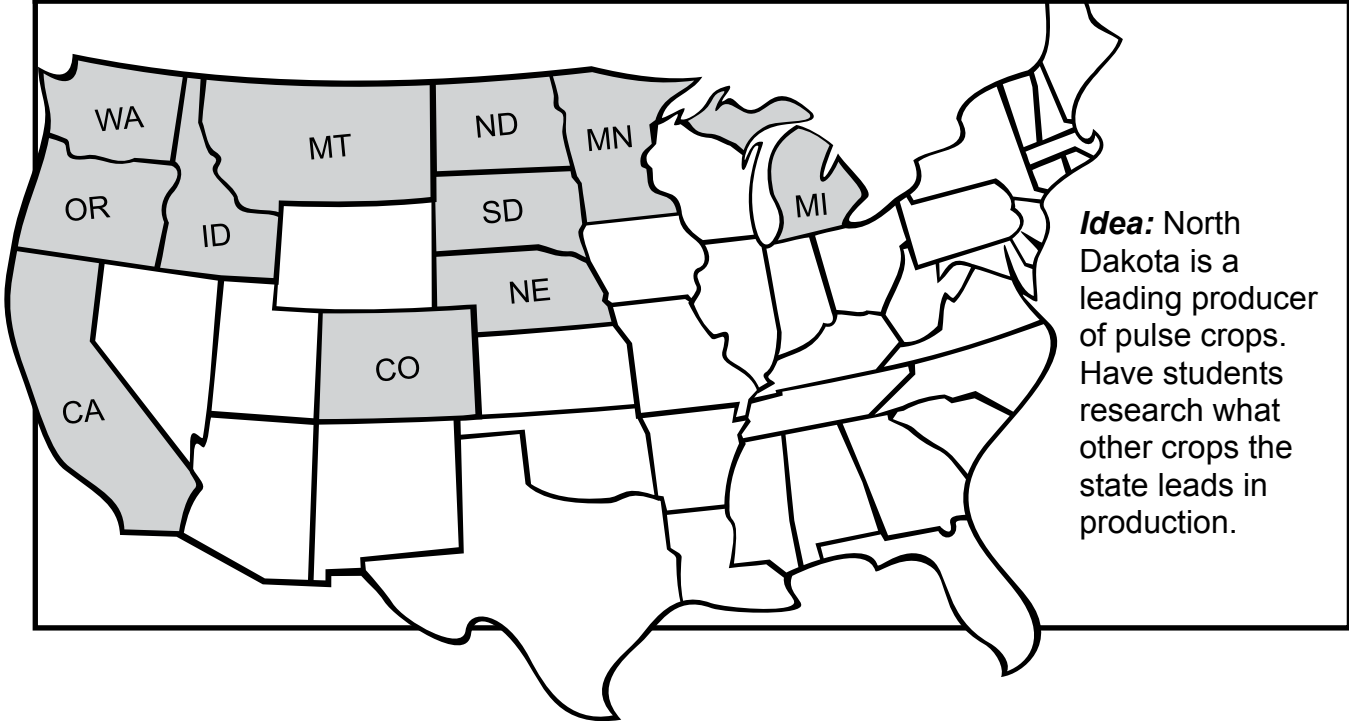 WA
MT
ND
MN
OR
ID
SD
MI
NE
CO
CA
Idea: North
Dakota is a
leading producer
of pulse crops.
Have students
research what
other crops the
state leads in
production.